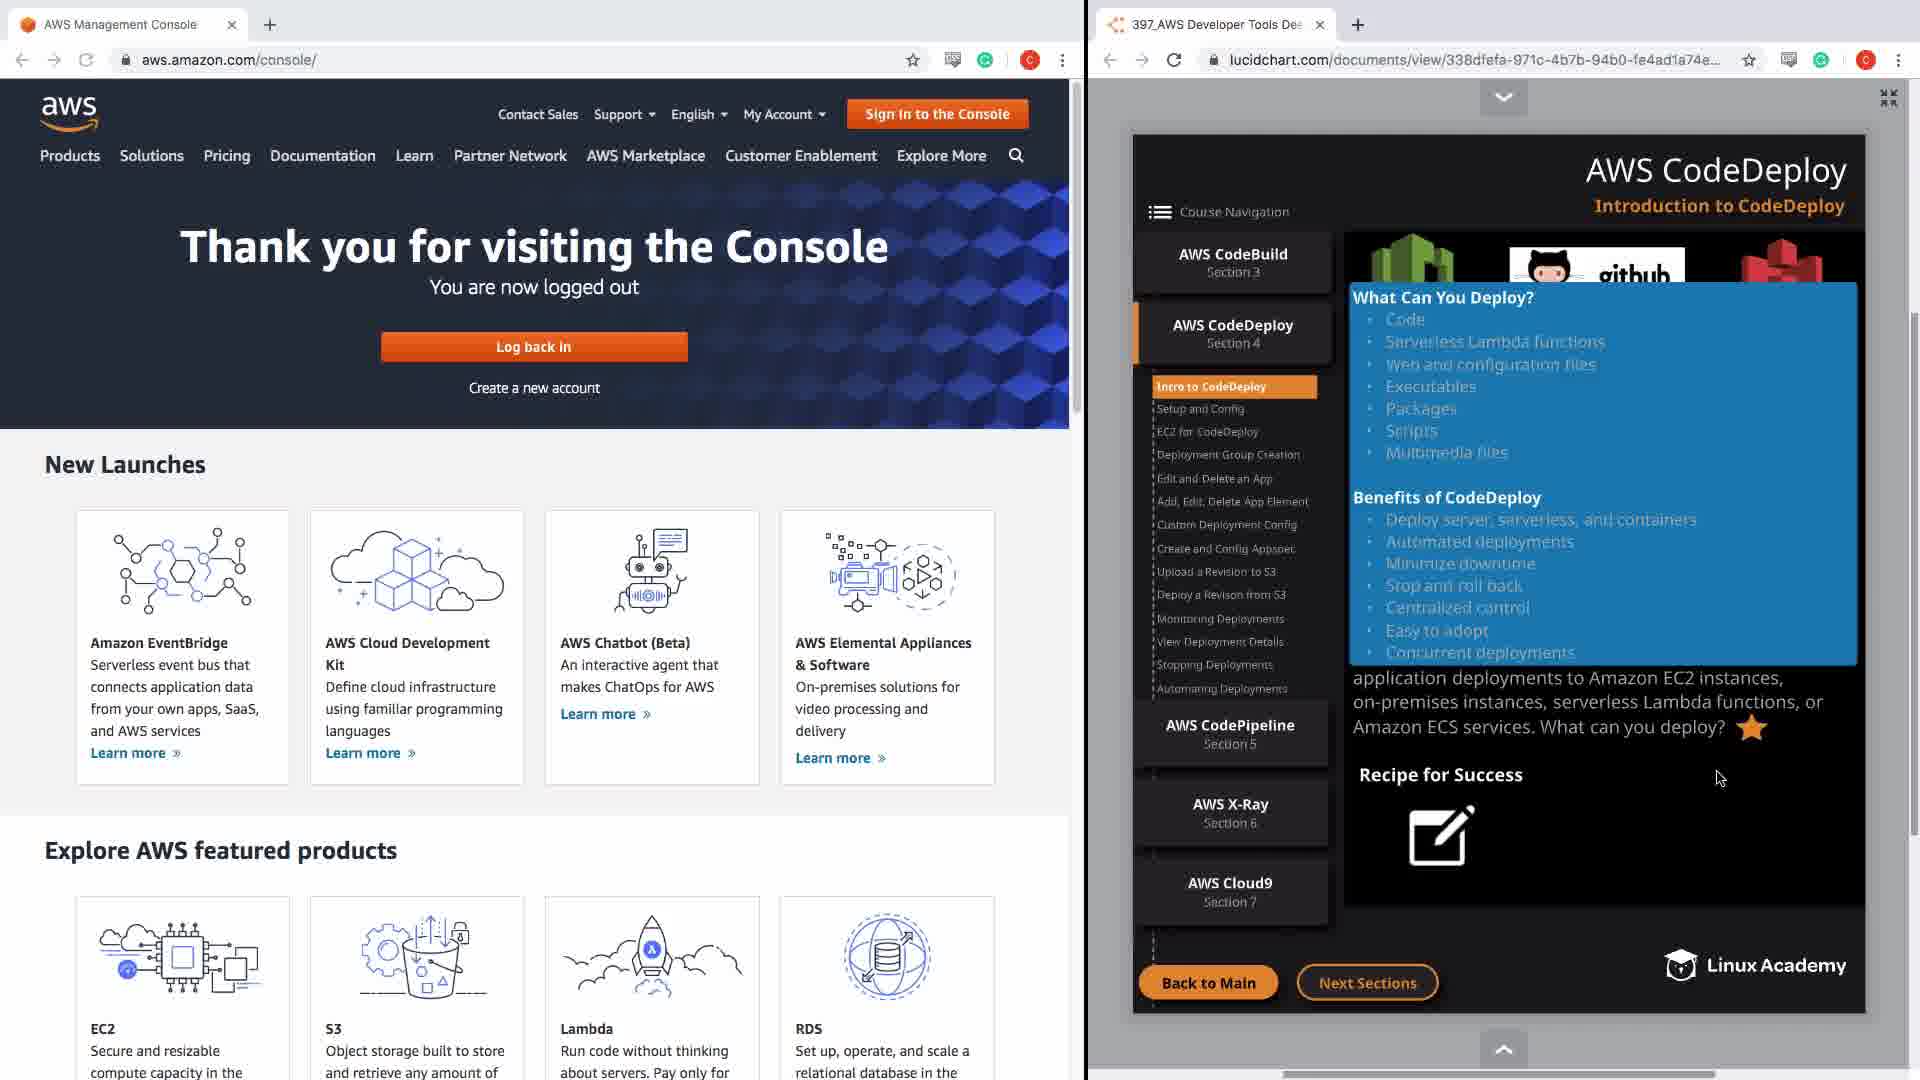 AWS Management Console
aws.amazon.com/console/
aws
Contact Sales
Support
English
My Account
Sign In to the Console
Products
Solutions
Pricing
Documentation
Learn
Partner Network
AWS Marketplace
Customer Enablement
Explore More
Thank you for visiting the Console
You are now logged out
Log back in
Create a new account
New Launches
Amazon EventBridge
Serverless event bus that
connects application data
from your own apps, SaaS,
and AWS services
Learn more »
AWS Cloud Development
Kit
Define cloud infrastructure
using familiar programming
languages
Learn more »
AWS Chatbot (Beta)
An interactive agent that
makes ChatOps for AWS
Learn more »
AWS Elemental Appliances
& Software
On-premises solutions for
video processing and
delivery
Learn more »
Explore AWS featured products
EC2
Secure and resizable
compute capacity in the
S3
Object storage built to store
and retrieve any amount of
Lambda
Run code without thinking
about servers. Pay only for
RDS
Set up, operate, and scale a
relational database in the
397_AWS Developer Tools Dee
lucidchart.com/documents/view/338dfefa-971c-4b7b-94b0-fe4ad1a74e...
C
C
AWS CodeDeploy
Introduction to CodeDeploy
Course Navigation
AWS CodeBuild
Section 3
AWS CodeDeploy
Section 4
Intro to CodeDeploy
Setup and Config
EC2 for CodeDeploy
Deployment Group Creation
Edit and Delete an App
Add, Edit, Delete App Element
Custom Deployment Config
Create and Config Appspec
Upload a Revision to S3
Deploy a Revison from S3
Monitoring Deployments
View Deployment Details
Stopping Deployments
Automaring Deployments
AWS CodePipeline
Section 5
AWS X-Ray
Section 6
AWS Cloud9
Section 7
github
What Can You Deploy?
• Code
• Serverless Lambda functions
• Web and configuration files
• Executables
• Packages
• Scripts
• Multimedia files
Benefits of CodeDeploy
• Deploy server, serverless, and containers
• Automated deployments
• Minimize downtime
• Stop and roll back
• Centralized control
• Easy to adopt
• Concurrent deployments
application deployments to Amazon EC2 instances,
on-premises instances, serverless Lambda functions, or
Amazon ECS services. What can you deploy?
Recipe for Success
Linux Academy
Back to Main
Next Sections